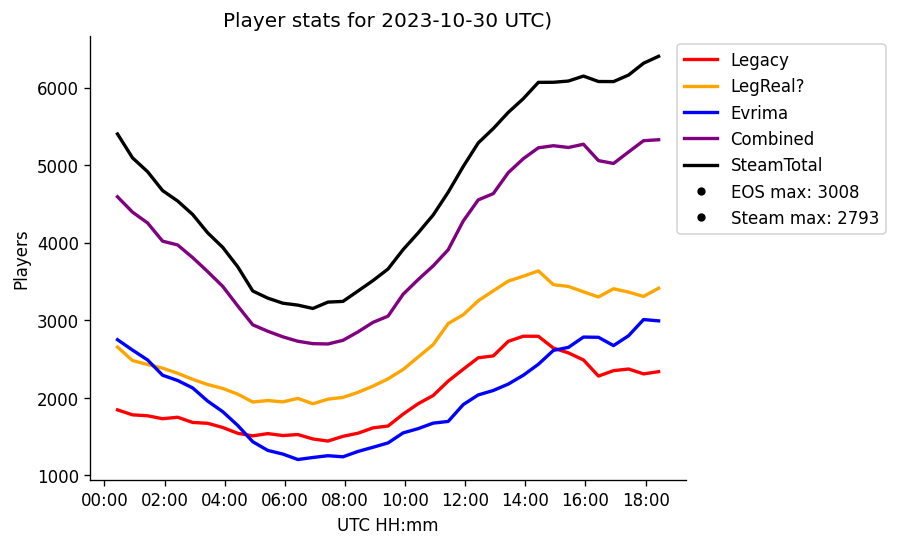 Player stats for 2023-10-30 UTC)
Legacy
LegReal?
Evrima
Combined
SteamTotal
EOS max: 3008
Steam max: 2793
Players
6000
5000
4000
3000
2000
1000
00:00 02:00 04:00 06:00 08:00 10:00 12:00 14:00 16:00 18:00
UTC HH:mm